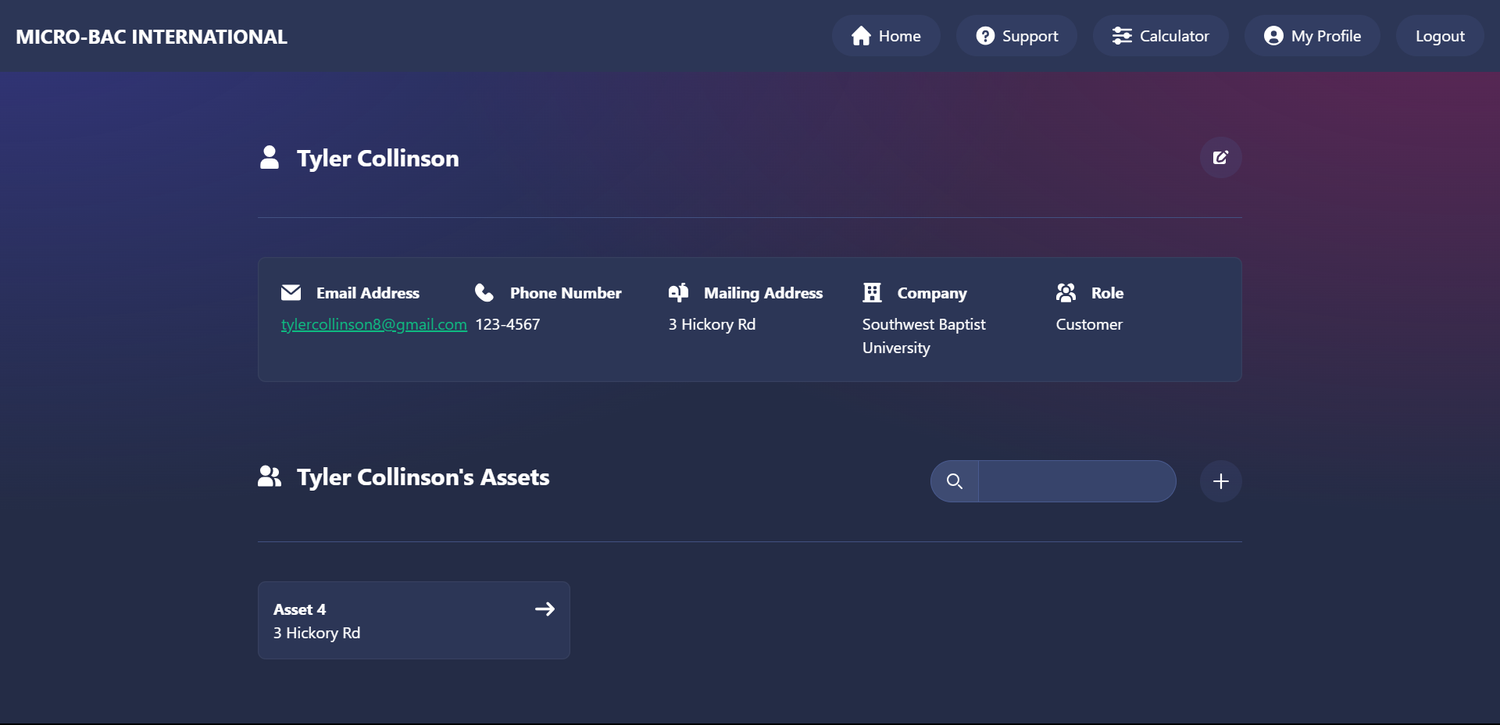 MICRO-BAC INTERNATIONAL
Home
Support
Calculator
My Profile
Logout
Tyler Collinson
Email Address
tylercollinson8@gmail.com
Phone Number
123-4567
Mailing Address
3 Hickory Rd
Company
Southwest Baptist
University
Role
Customer
Tyler Collinson's Assets
Asset 4
3 Hickory Rd